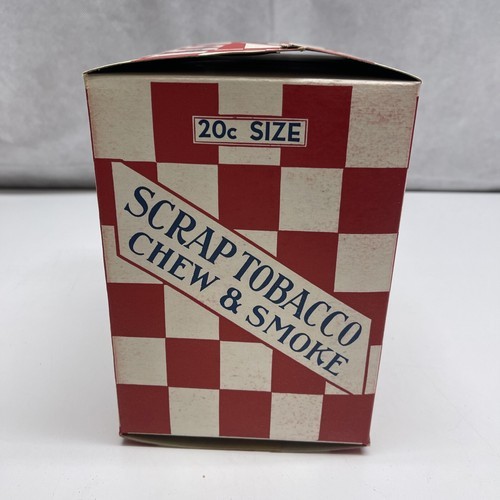 20c SIZE
SCRAP TOBACCO
CHEW & SMOKE